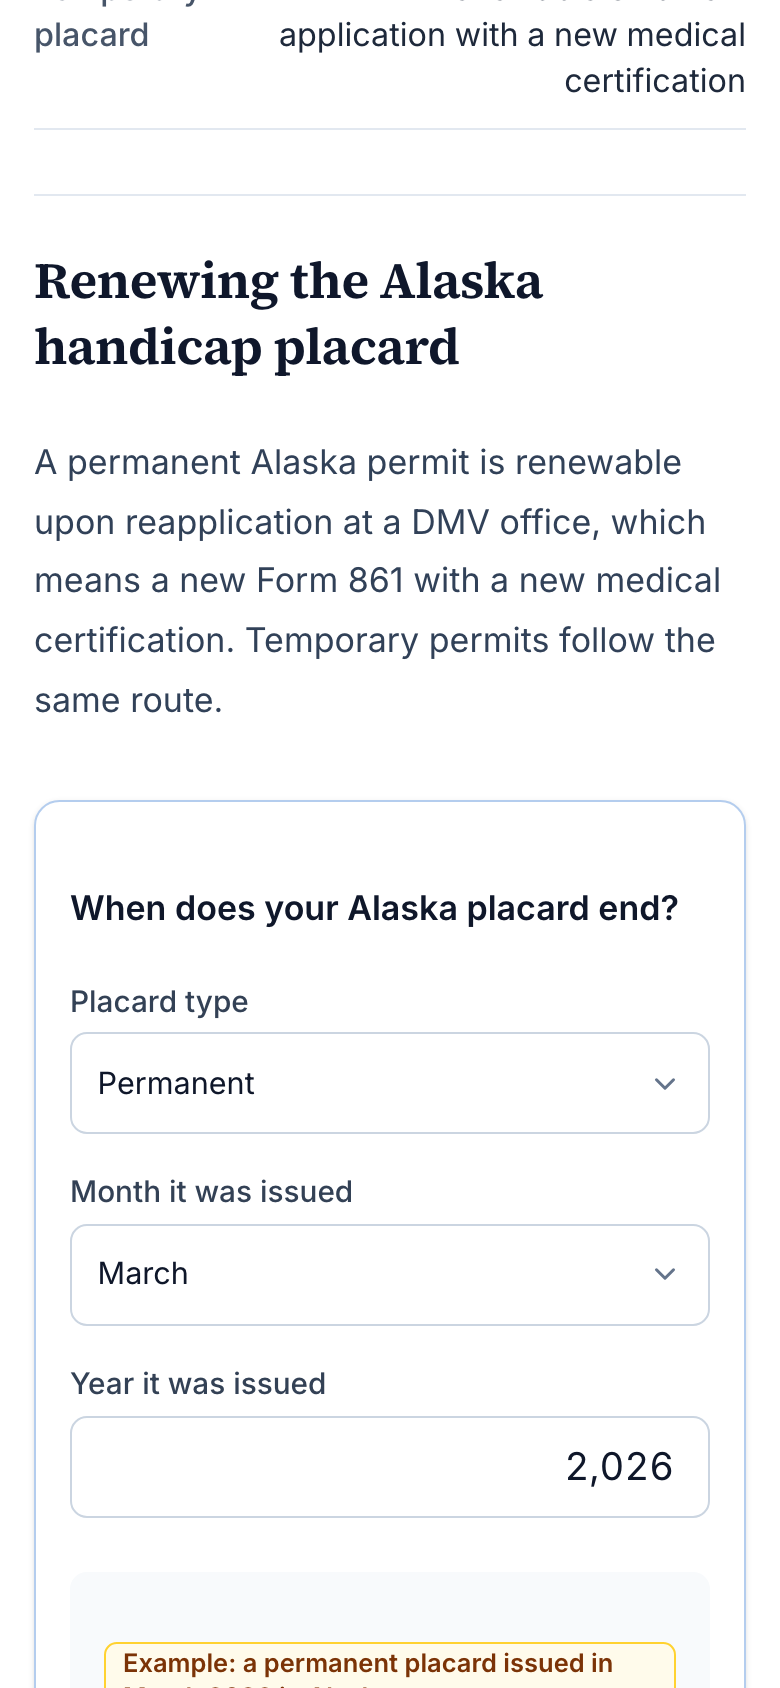 placard
application with a new medical
certification
Renewing the Alaska
handicap placard
A permanent Alaska permit is renewable
upon reapplication at a DMV office, which
means a new Form 861 with a new medical
certification. Temporary permits follow the
same route.
When does your Alaska placard end?
Placard type
Permanent
Month it was issued
March
Year it was issued
2,026
Example: a permanent placard issued in